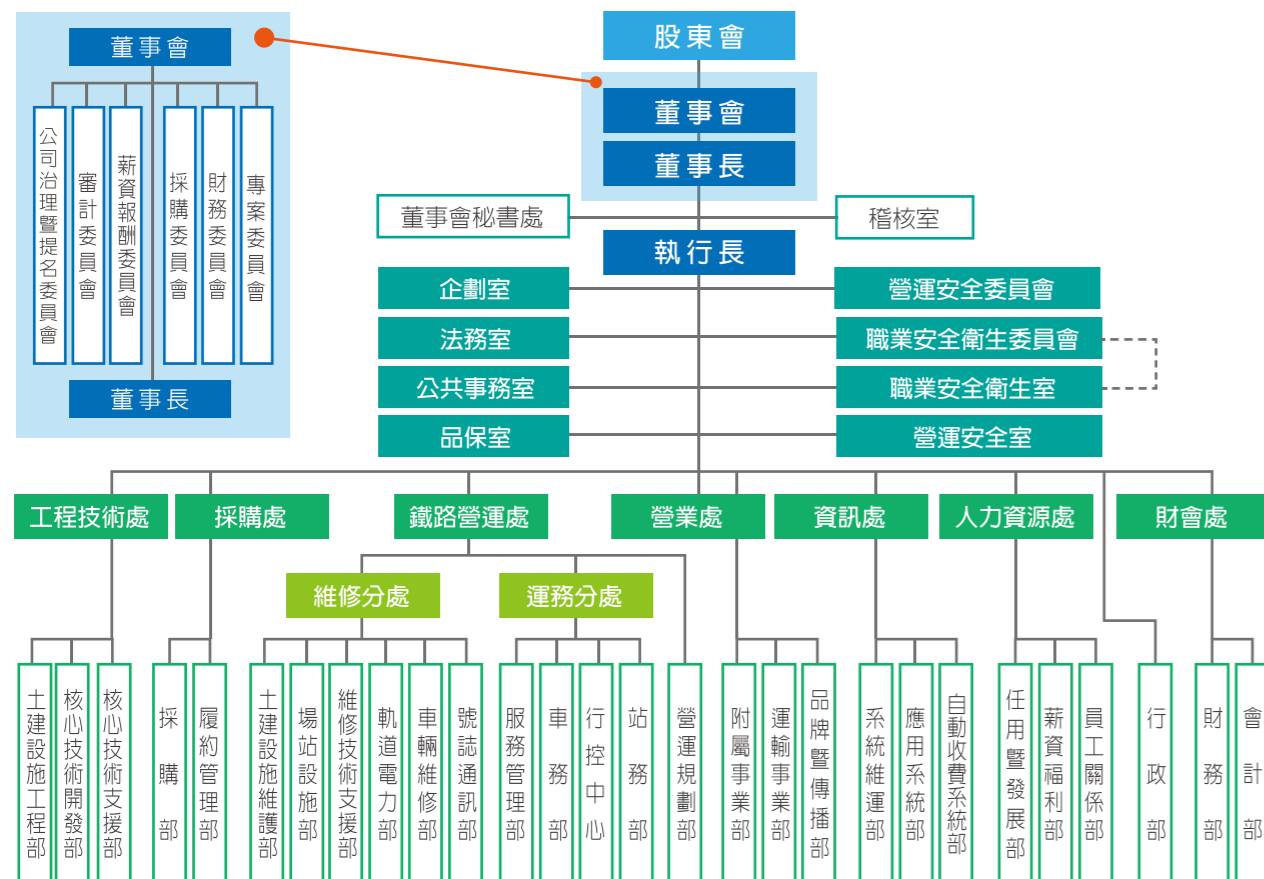 董事會
公司治理暨提名委員會
審計委員會
薪資報酬委員會
採購委員會
財務委員會
專案委員會
董事長
股東會
董事會
董事長
董事會秘書處
稽核室
執行長
企劃室
營運安全委員會
法務室
職業安全衛生委員會
公共事務室
職業安全衛生室
品保室
營運安全室
工程技術處
採購處
鐵路營運處
營業處
資訊處
人力資源處
財會處
維修分處
運務分處
土建設施工程部
核心技術開發部
核心技術支援部
採購部
履約管理部
土建設施維護部
場站設施部
維修技術支援部
軌道電力部
車輛維修部
號誌通訊部
服務管理部
車務部
行控中心
站務部
營運規劃部
附屬事業部
運輸事業部
品牌暨傳播部
系統維運部
應用系統部
自動收費系統部
任用暨發展部
薪資福利部
員工關係部
行政部
財務部
會計部